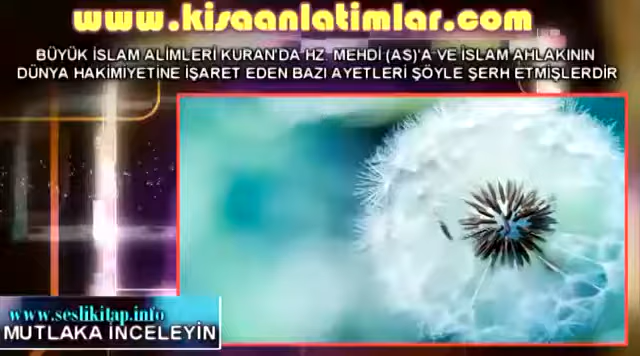 www.kisaanlatimlar.com
BÜYÜK İSLAM ALİMLERİ KURAN'DA HZ. MEHDİ (AS)'A VE İSLAM AHLAKININ
DÜNYA HAKİMİYETİNE İŞARET EDEN BAZI AYETLERİ ŞÖYLE ŞERH ETMİŞLERDİR
www.seslikitap.info
MUTLAKA İNCELEYİN